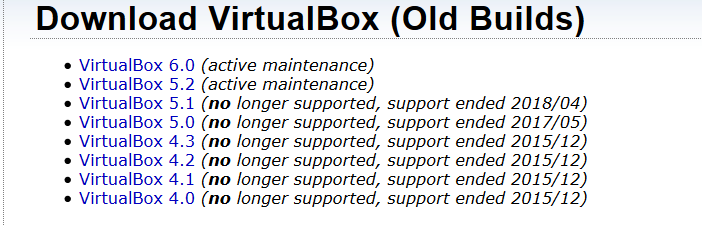 Download VirtualBox (Old Builds)
• VirtualBox 6.0 (active maintenance)
• VirtualBox 5.2 (active maintenance)
• VirtualBox 5.1 (no longer supported, support ended 2018/04)
• VirtualBox 5.0 (no longer supported, support ended 2017/05)
• VirtualBox 4.3 (no longer supported, support ended 2015/12)
• VirtualBox 4.2 (no longer supported, support ended 2015/12)
• VirtualBox 4.1 (no longer supported, support ended 2015/12)
• VirtualBox 4.0 (no longer supported, support ended 2015/12)